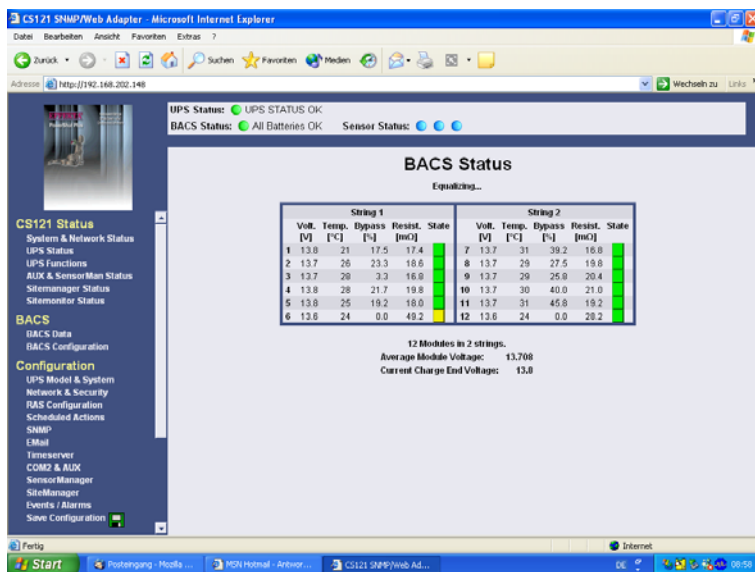 CS121 SNMP/Web Adapter - Microsoft Internet Explorer
Datei Bearbeiten Ansicht Favoriten Extras ?
Zurück Suchen Favoriten Medien
Adresse http://192.168.202.148 Wechseln zu Links
UPS Status: UPS STATUS OK
BACS Status: All Batteries OK Sensor Status:
CS121 Status
System & Network Status
UPS Status
UPS Functions
AUX & SensorMan Status
Sitemanager Status
Sitemonitor Status
BACS
BACS Data
BACS Configuration
Configuration
UPS Model & System
Network & Security
RAS Configuration
Scheduled Actions
SNMP
EMail
Timeserver
COM2 & AUX
SensorManager
SiteManager
Events / Alarms
Save Configuration
BACS Status
Equalizing...
String 1 String 2
Volt. Temp. Bypass Resist. State Volt. Temp. Bypass Resist. State
[V] [°C] [%] [mΩ] [V] [°C] [%] [mΩ]
1 13.8 21 17.5 17.4 7 13.7 31 39.2 16.8
2 13.7 26 23.3 18.6 8 13.7 29 27.5 19.8
3 13.7 28 3.3 16.8 9 13.7 29 25.8 20.4
4 13.8 28 21.7 19.8 10 13.7 30 40.0 21.0
5 13.8 25 19.2 18.0 11 13.7 31 45.8 19.2
6 13.6 24 0.0 49.2 12 13.6 24 0.0 28.2
12 Modules in 2 strings.
Average Module Voltage: 13.708
Current Charge End Voltage: 13.8
Fertig Internet
Start Posteingang - Mozilla ... MSN Hotmail - Antwor... CS121 SNMP/Web Ad... DE 08:58